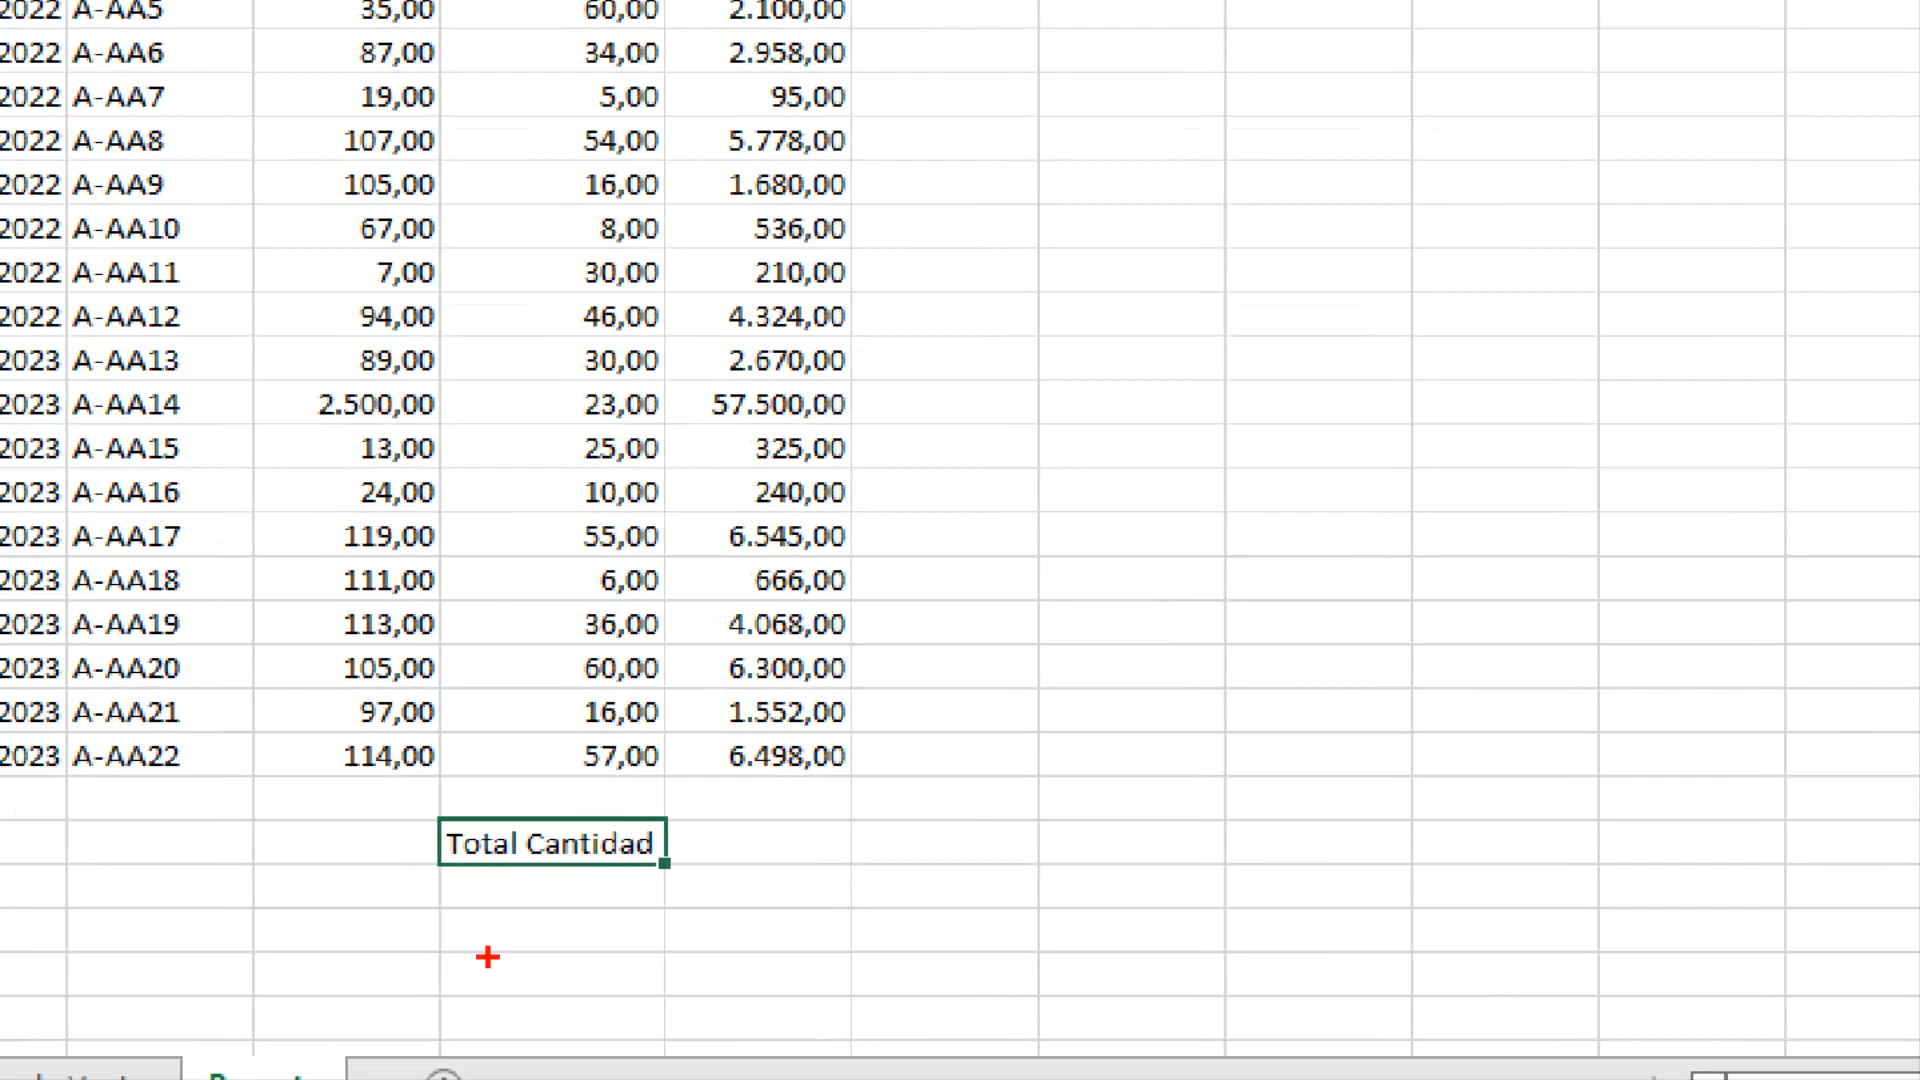 2022 A-AA5 35,00 60,00 2.100,00
2022 A-AA6 87,00 34,00 2.958,00
2022 A-AA7 19,00 5,00 95,00
2022 A-AA8 107,00 54,00 5.778,00
2022 A-AA9 105,00 16,00 1.680,00
2022 A-AA10 67,00 8,00 536,00
2022 A-AA11 7,00 30,00 210,00
2022 A-AA12 94,00 46,00 4.324,00
2023 A-AA13 89,00 30,00 2.670,00
2023 A-AA14 2.500,00 23,00 57.500,00
2023 A-AA15 13,00 25,00 325,00
2023 A-AA16 24,00 10,00 240,00
2023 A-AA17 119,00 55,00 6.545,00
2023 A-AA18 111,00 6,00 666,00
2023 A-AA19 113,00 36,00 4.068,00
2023 A-AA20 105,00 60,00 6.300,00
2023 A-AA21 97,00 16,00 1.552,00
2023 A-AA22 114,00 57,00 6.498,00
Total Cantidad